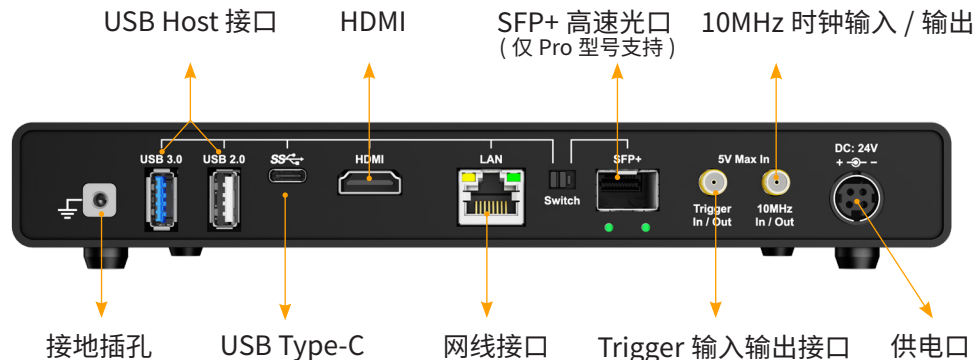 USB Host 接口
HDMI
SFP+ 高速光口
( 仅 Pro 型号支持 )
10MHz 时钟输入 / 输出
USB 3.0
USB 2.0
SS
HDMI
LAN
Switch
SFP+
5V Max In
DC: 24V
+ -
Trigger
In / Out
10MHz
In / Out
接地插孔
USB Type-C
网线接口
Trigger 输入输出接口
供电口